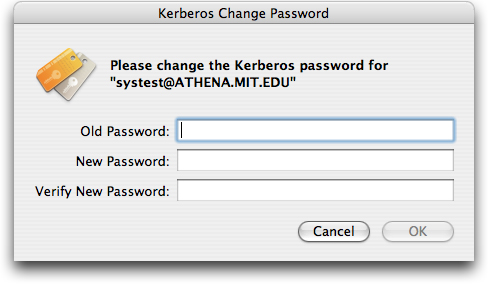 Kerberos Change Password
Please change the Kerberos password for
"systest@ATHENA.MIT.EDU"
Old Password:
New Password:
Verify New Password:
Cancel OK